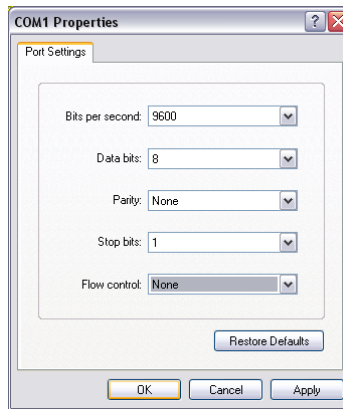 COM1 Properties
Port Settings
Bits per second: 9600
Data bits: 8
Parity: None
Stop bits: 1
Flow control: None
Restore Defaults
OK Cancel Apply